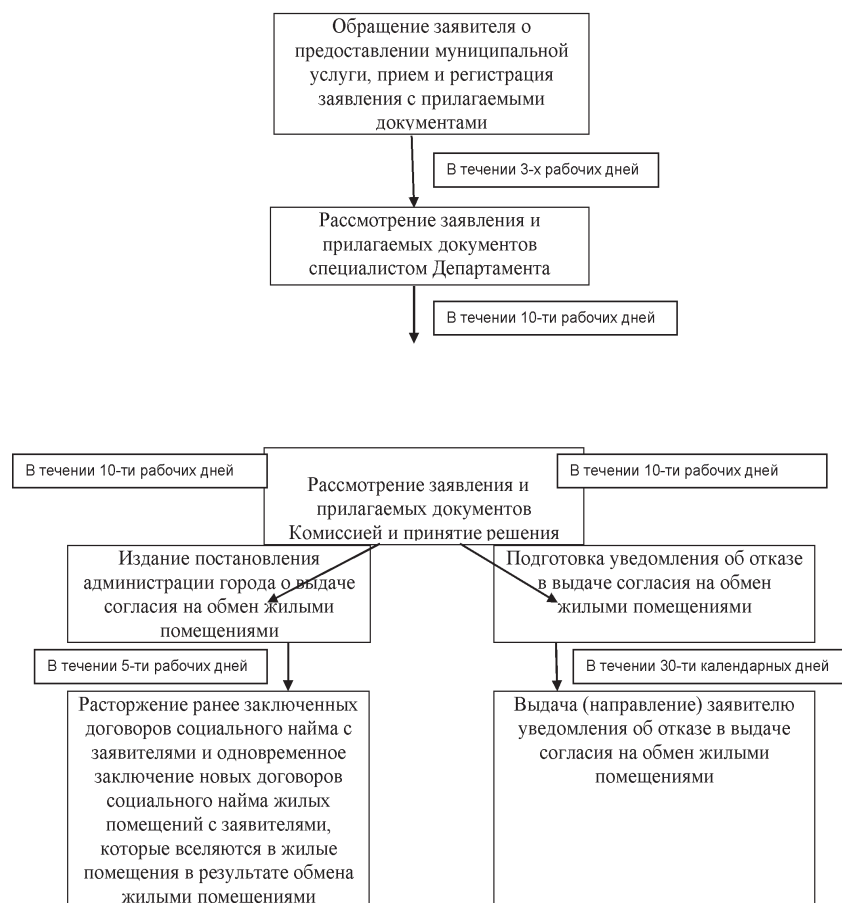 Обращение заявителя о
предоставлении муниципальной
услуги, прием и регистрация
заявления с прилагаемыми
документами
В течении 3-х рабочих дней
Рассмотрение заявления и
прилагаемых документов
специалистом Департамента
В течении 10-ти рабочих дней
В течении 10-ти рабочих дней
В течении 10-ти рабочих дней
Рассмотрение заявления и
прилагаемых документов
Комиссией и принятие решения
Издание постановления
администрации города о выдаче
согласия на обмен жилыми
помещениями
Подготовка уведомления об отказе
в выдаче согласия на обмен
жилыми помещениями
В течении 5-ти рабочих дней
В течении 30-ти календарных дней
Расторжение ранее заключенных
договоров социального найма с
заявителями и одновременное
заключение новых договоров
социального найма жилых
помещений с заявителями,
которые вселяются в жилые
помещения в результате обмена
жилыми помещениями
Выдача (направление) заявителю
уведомления об отказе в выдаче
согласия на обмен жилыми
помещениями